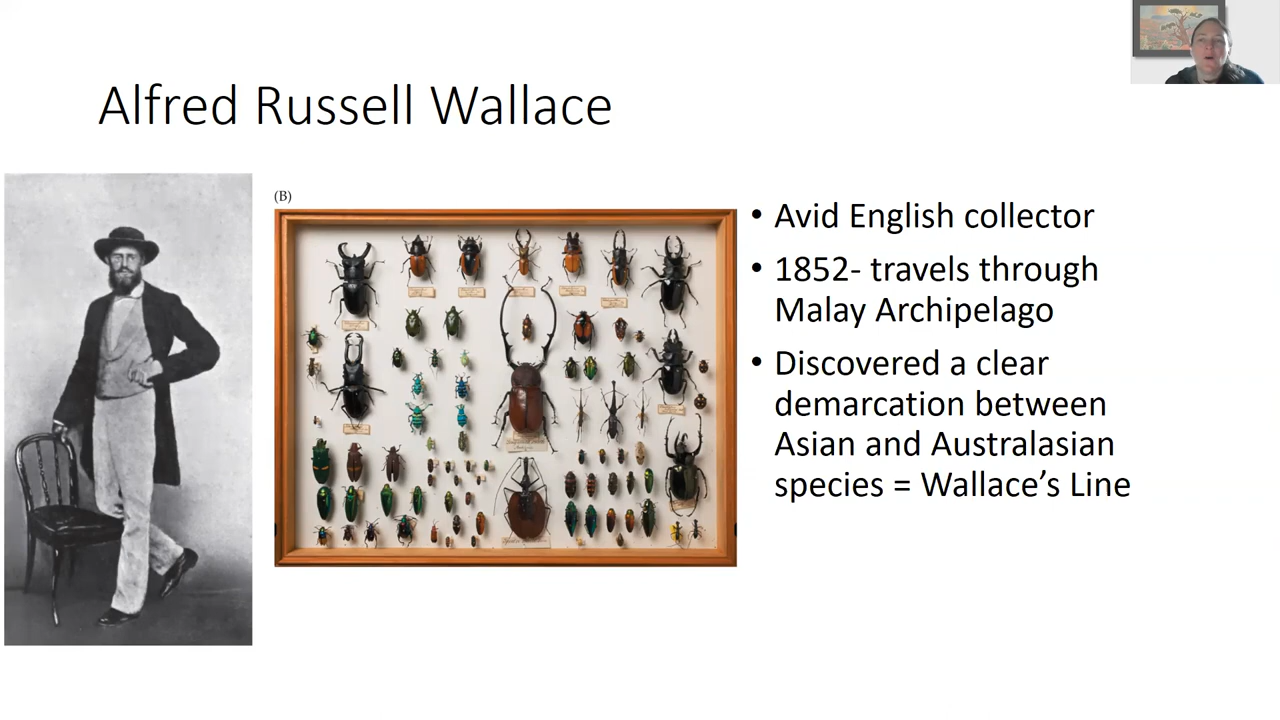 Alfred Russell Wallace
(B)
• Avid English collector
• 1852- travels through
Malay Archipelago
• Discovered a clear
demarcation between
Asian and Australasian
species = Wallace’s Line